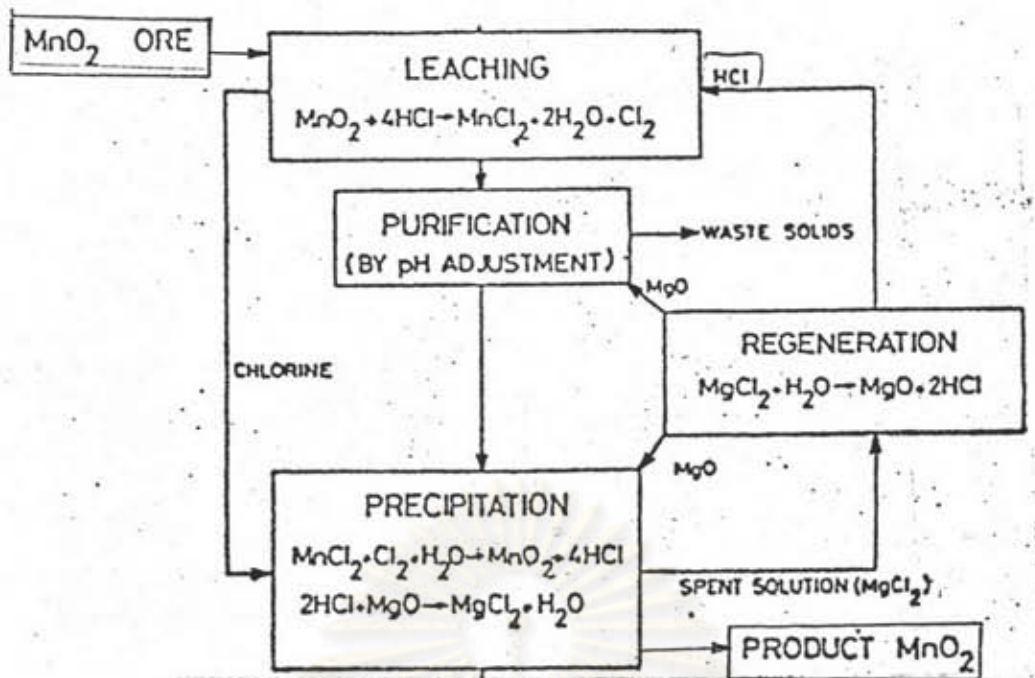 MnO₂ ORE
LEACHING
MnO₂ + 4HCl → MnCl₂ • 2H₂O • Cl₂
HCl
PURIFICATION
(BY pH ADJUSTMENT)
WASTE SOLIDS
MgO
CHLORINE
REGENERATION
MgCl₂ • H₂O → MgO • 2HCl
MgO
PRECIPITATION
MnCl₂ • Cl₂ • H₂O → MnO₂ • 4HCl
2HCl + MgO → MgCl₂ • H₂O
SPENT SOLUTION (MgCl₂)
PRODUCT MnO₂